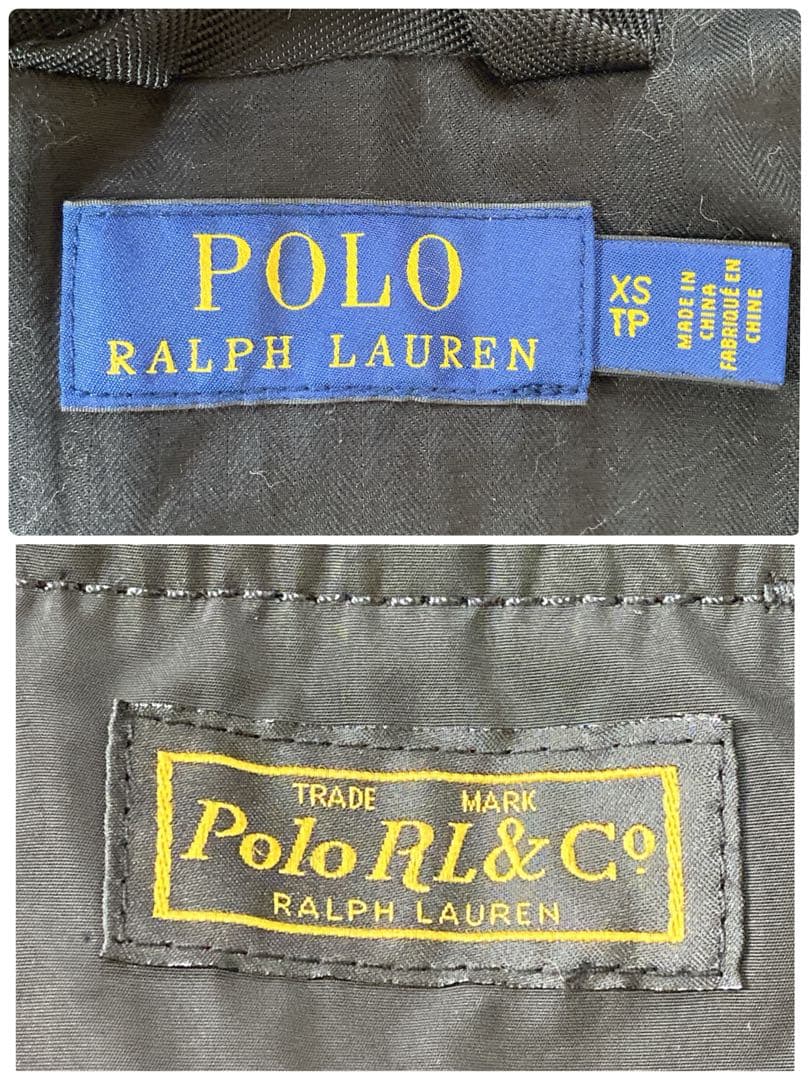 POLO
RALPH LAUREN
XS
TP
MADE IN
CHINA
FABRIQUÉ EN
CHINE
TRADE MARK
Polo RL & Co
RALPH LAUREN